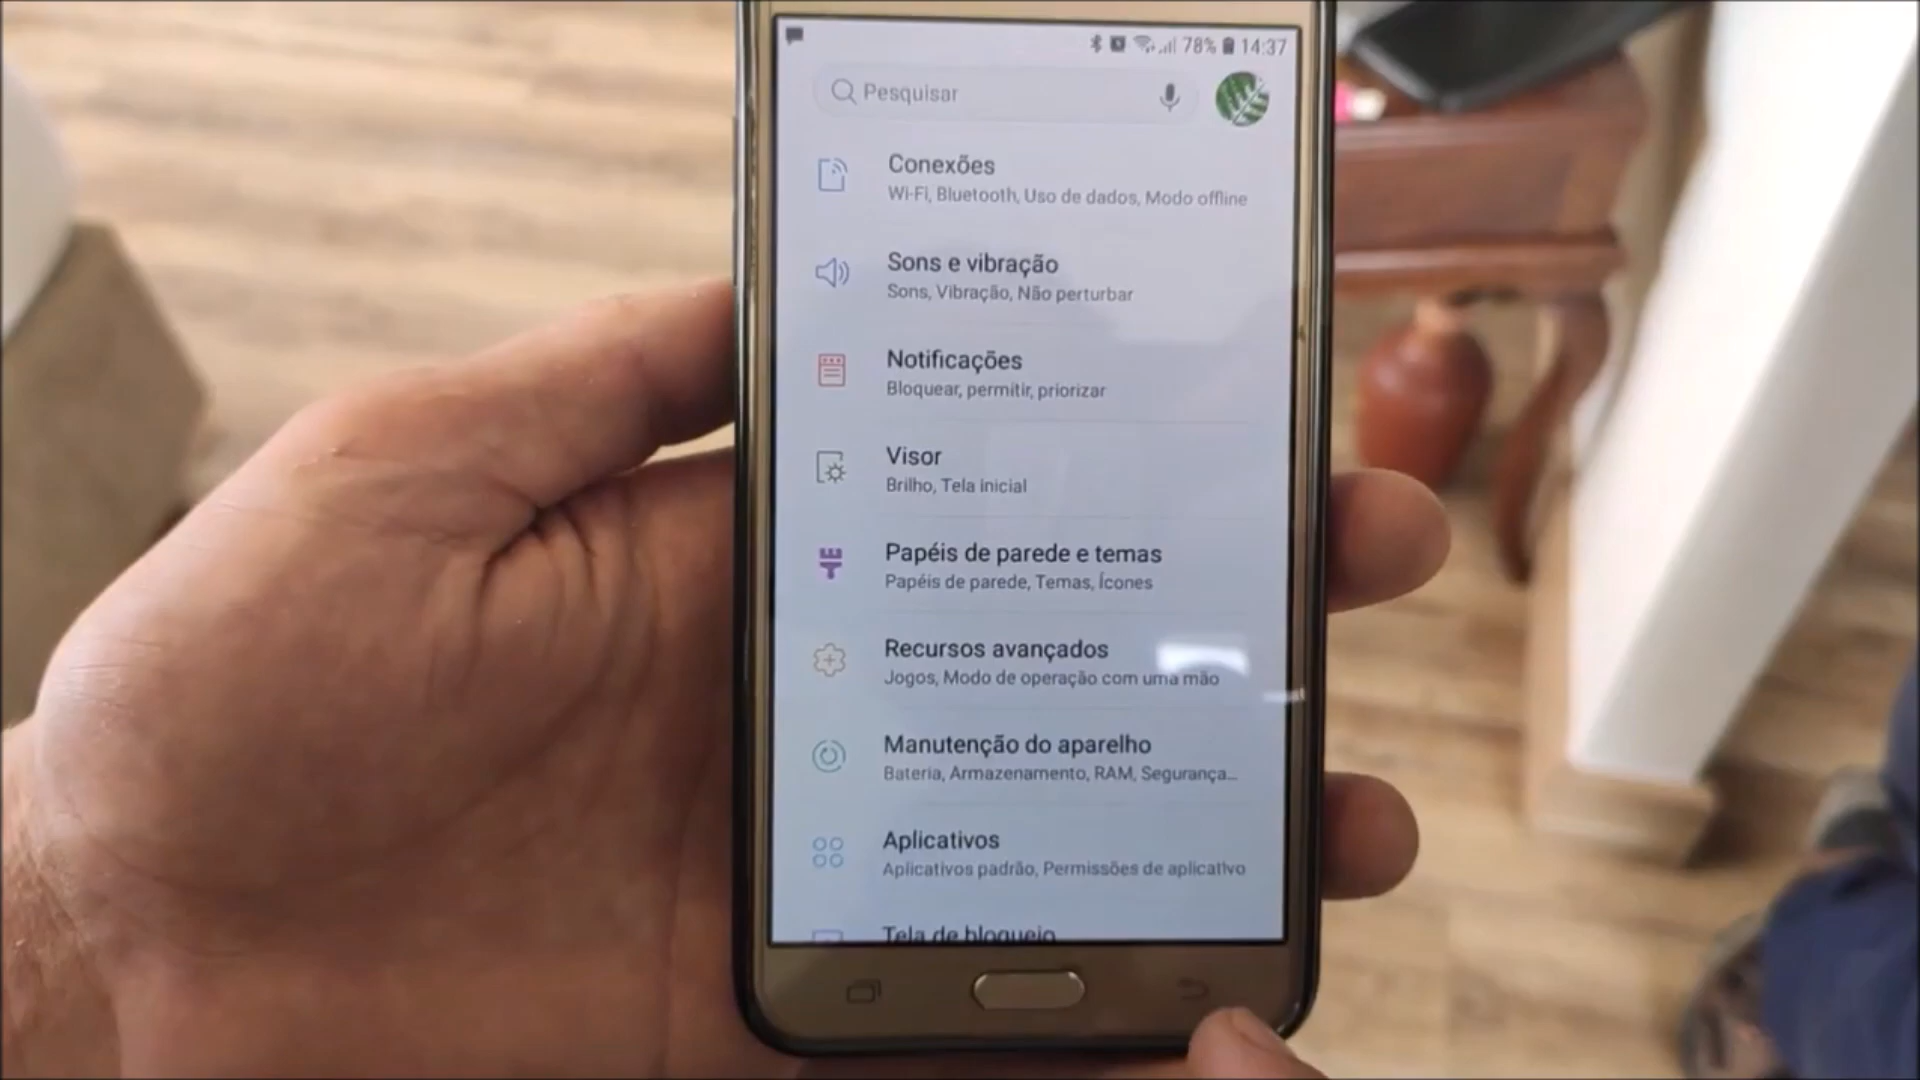 78% 14:37
Pesquisar
Conexões
Wi-Fi, Bluetooth, Uso de dados, Modo offline
Sons e vibração
Sons, Vibração, Não perturbar
Notificações
Bloquear, permitir, priorizar
Visor
Brilho, Tela inicial
Papéis de parede e temas
Papéis de parede, Temas, Ícones
Recursos avançados
Jogos, Modo de operação com uma mão
Manutenção do aparelho
Bateria, Armazenamento, RAM, Segurança...
Aplicativos
Aplicativos padrão, Permissões de aplicativo
Tela de bloqueio